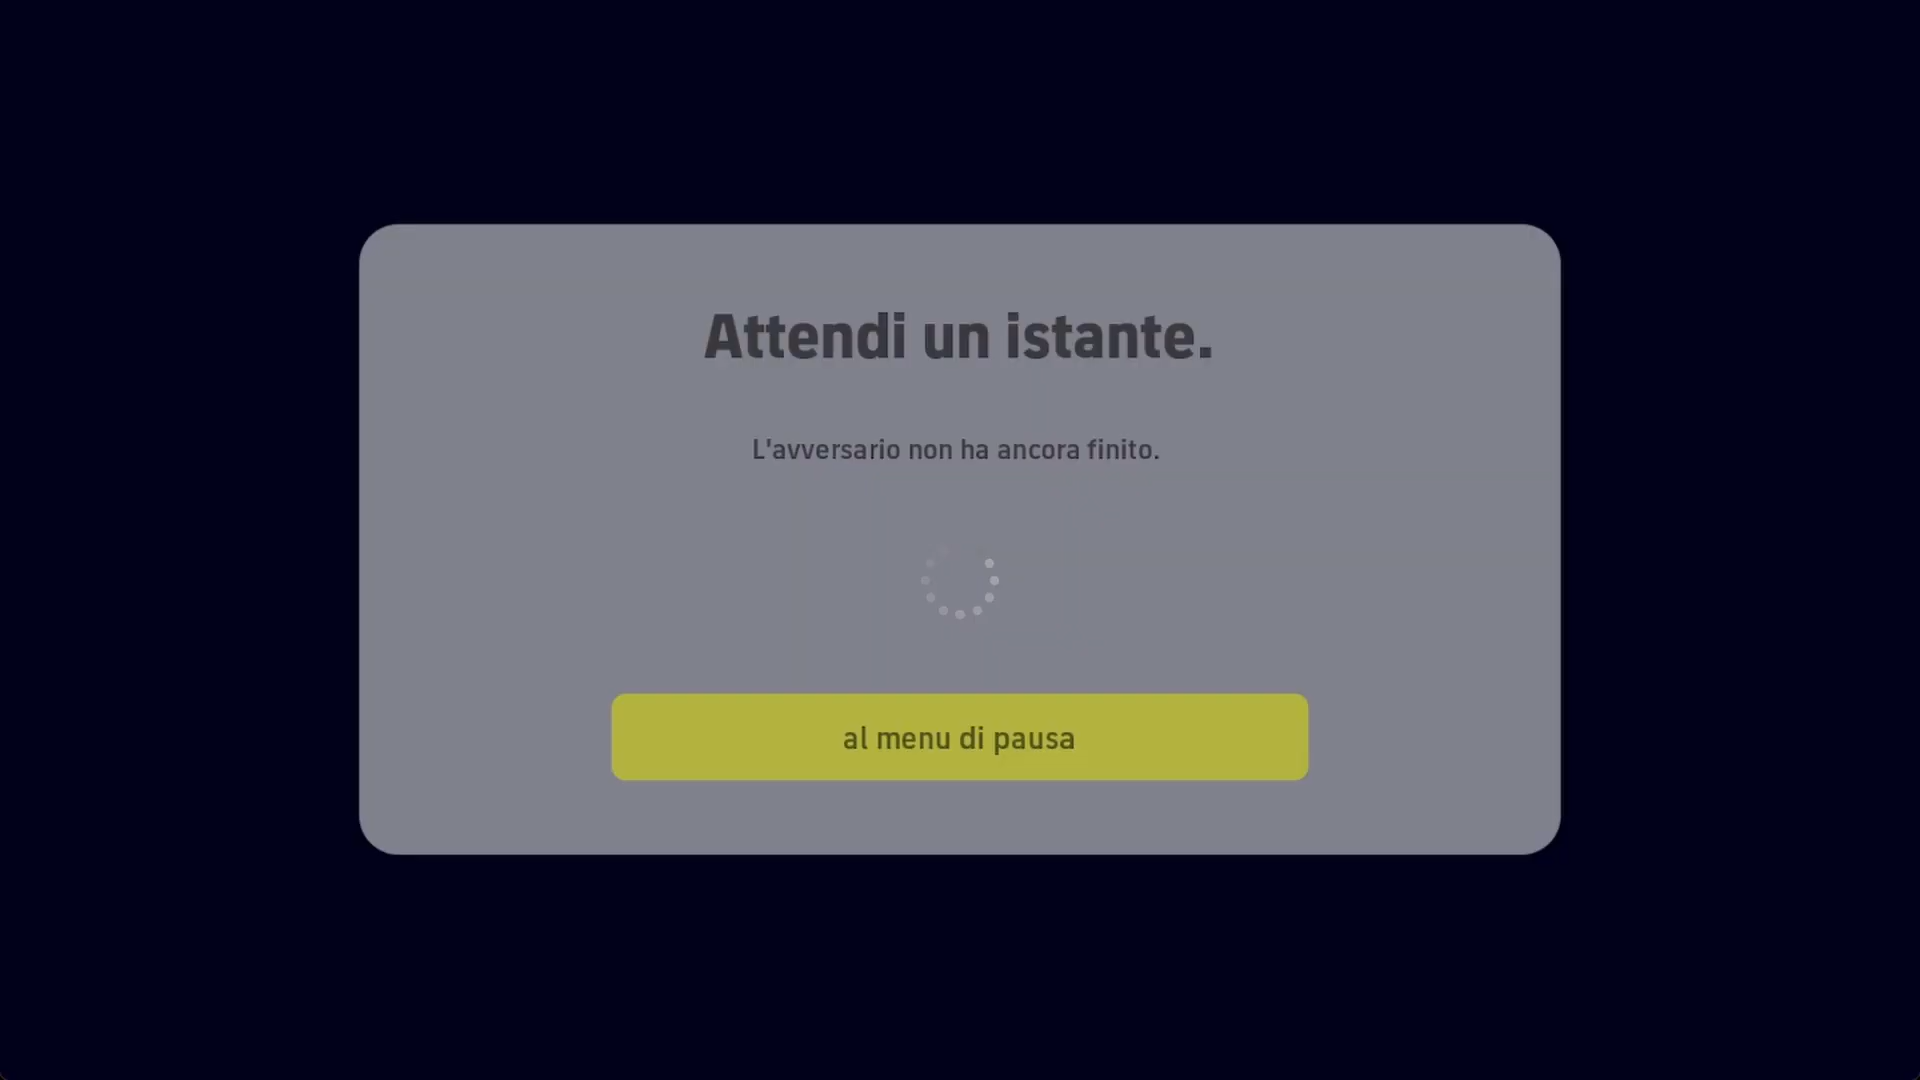 Attendi un istante.
L'avversario non ha ancora finito.
al menu di pausa